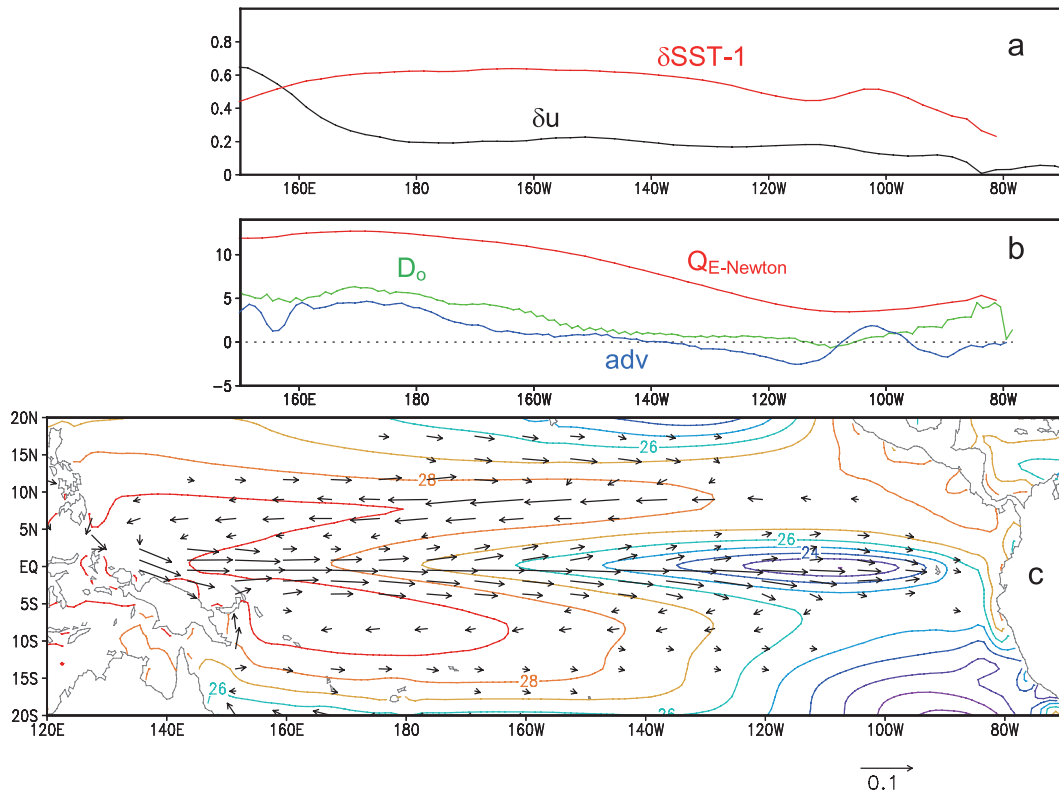 a
0.8
δSST-1
0.6
0.4
δu
0.2
0
160E 180 160W 140W 120W 100W 80W
b
10
Q_E-Newton
D_o
5
0
adv
-5
160E 180 160W 140W 120W 100W 80W
20N
26
15N
28
10N
5N
26
24
EQ
c
5S
10S
15S
28
26
20S
26
120E 140E 160E 180 160W 140W 120W 100W 80W
0.1